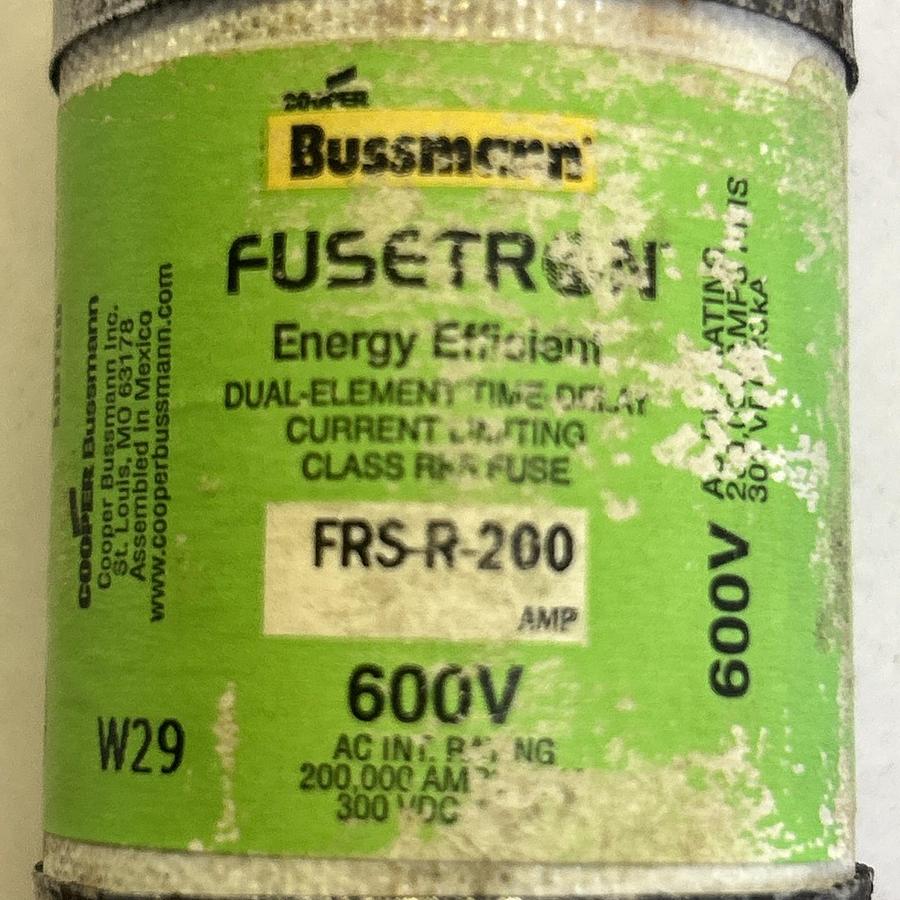 COOPER
Bussmann
FUSETRON
Energy Efficient
DUAL-ELEMENT TIME DELAY
CURRENT LIMITING
CLASS RK5 FUSE
FRS-R-200
AMP
600V
AC INT. RATING
200,000 AMP
300 VDC
W29
COOPER Bussmann
Cooper Bussmann Inc.
St. Louis, MO 63178
Assembled in Mexico
www.cooperbussmann.com
600V